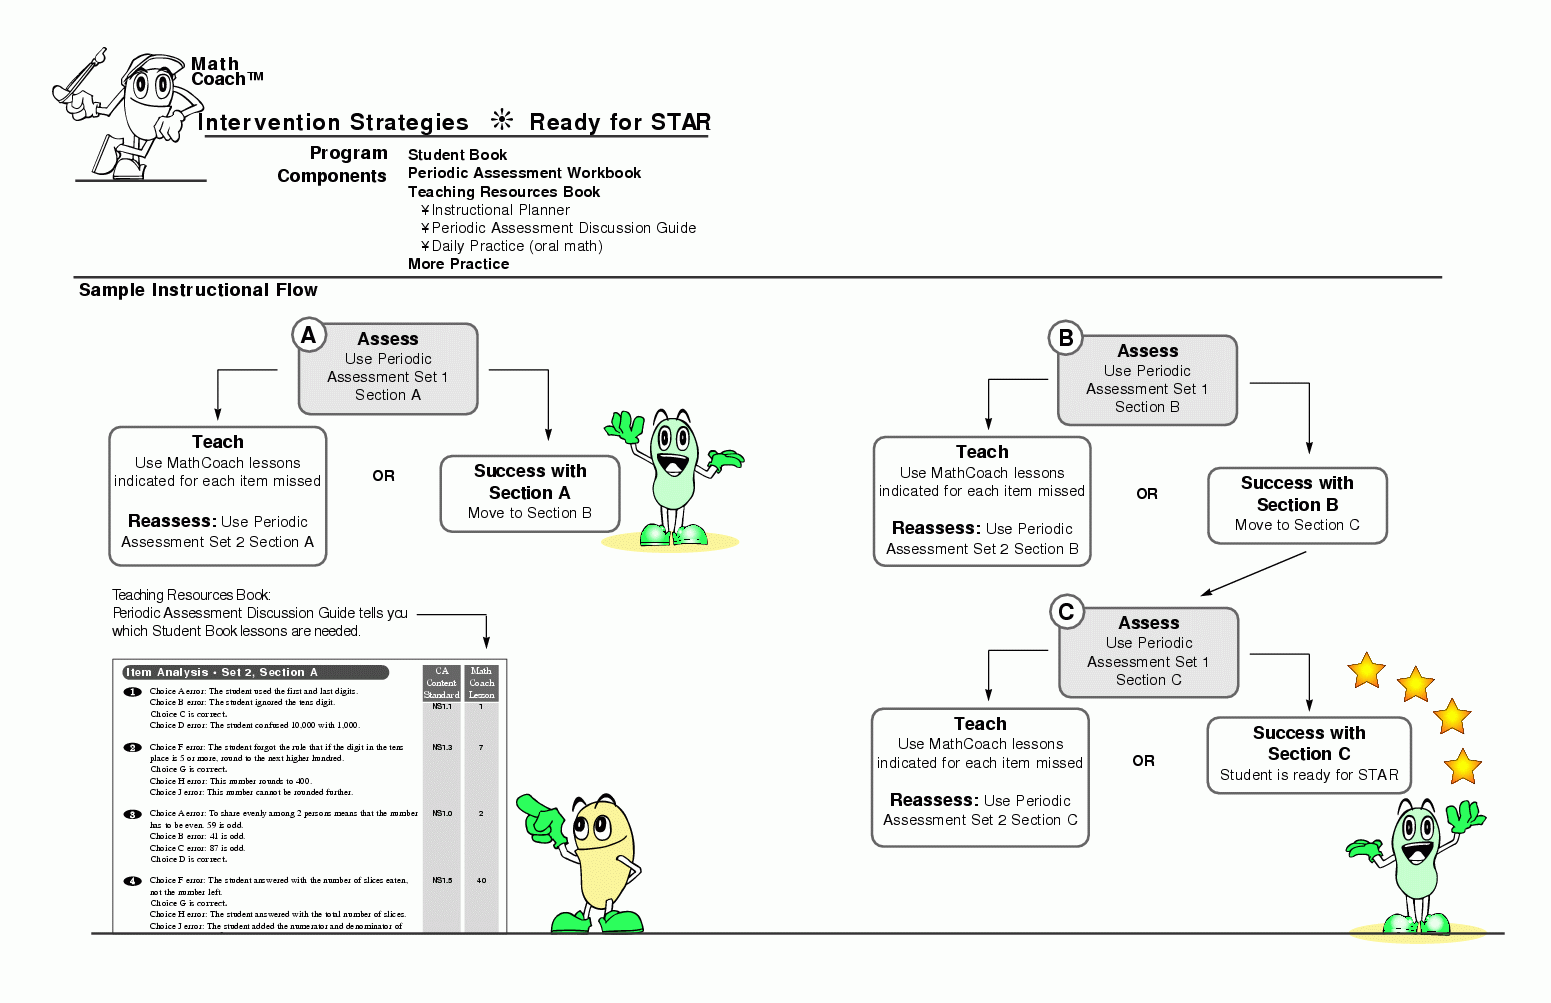 Math
Coach™
Intervention Strategies ☼ Ready for STAR
Program
Components
Student Book
Periodic Assessment Workbook
Teaching Resources Book
¥Instructional Planner
¥Periodic Assessment Discussion Guide
¥Daily Practice (oral math)
More Practice
Sample Instructional Flow
A
Assess
Use Periodic
Assessment Set 1
Section A
Teach
Use MathCoach lessons
indicated for each item missed
Reassess: Use Periodic
Assessment Set 2 Section A
OR
Success with
Section A
Move to Section B
Teaching Resources Book:
Periodic Assessment Discussion Guide tells you
which Student Book lessons are needed.
Item Analysis • Set 2, Section A
CA
Content
Standard
Math
Coach
Lesson
1 Choice A error: The student used the first and last digits.
Choice B error: The student ignored the tens digit.
Choice C is correct.
Choice D error: The student confused 10,000 with 1,000.
NS1.1 1
2 Choice F error: The student forgot the rule that if the digit in the tens
place is 5 or more, round to the next higher hundred.
Choice G is correct.
Choice H error: This number rounds to 400.
Choice J error: This number cannot be rounded further.
NS1.3 7
3 Choice A error: To share evenly among 2 persons means that the number
has to be even. 59 is odd.
Choice B error: 41 is odd.
Choice C error: 87 is odd.
Choice D is correct.
NS1.0 2
4 Choice F error: The student answered with the number of slices eaten,
not the number left.
Choice G is correct.
Choice H error: The student answered with the total number of slices.
Choice J error: The student added the numerator and denominator of
NS1.5 40
B
Assess
Use Periodic
Assessment Set 1
Section B
Teach
Use MathCoach lessons
indicated for each item missed
Reassess: Use Periodic
Assessment Set 2 Section B
OR
Success with
Section B
Move to Section C
C
Assess
Use Periodic
Assessment Set 1
Section C
Teach
Use MathCoach lessons
indicated for each item missed
Reassess: Use Periodic
Assessment Set 2 Section C
OR
Success with
Section C
Student is ready for STAR